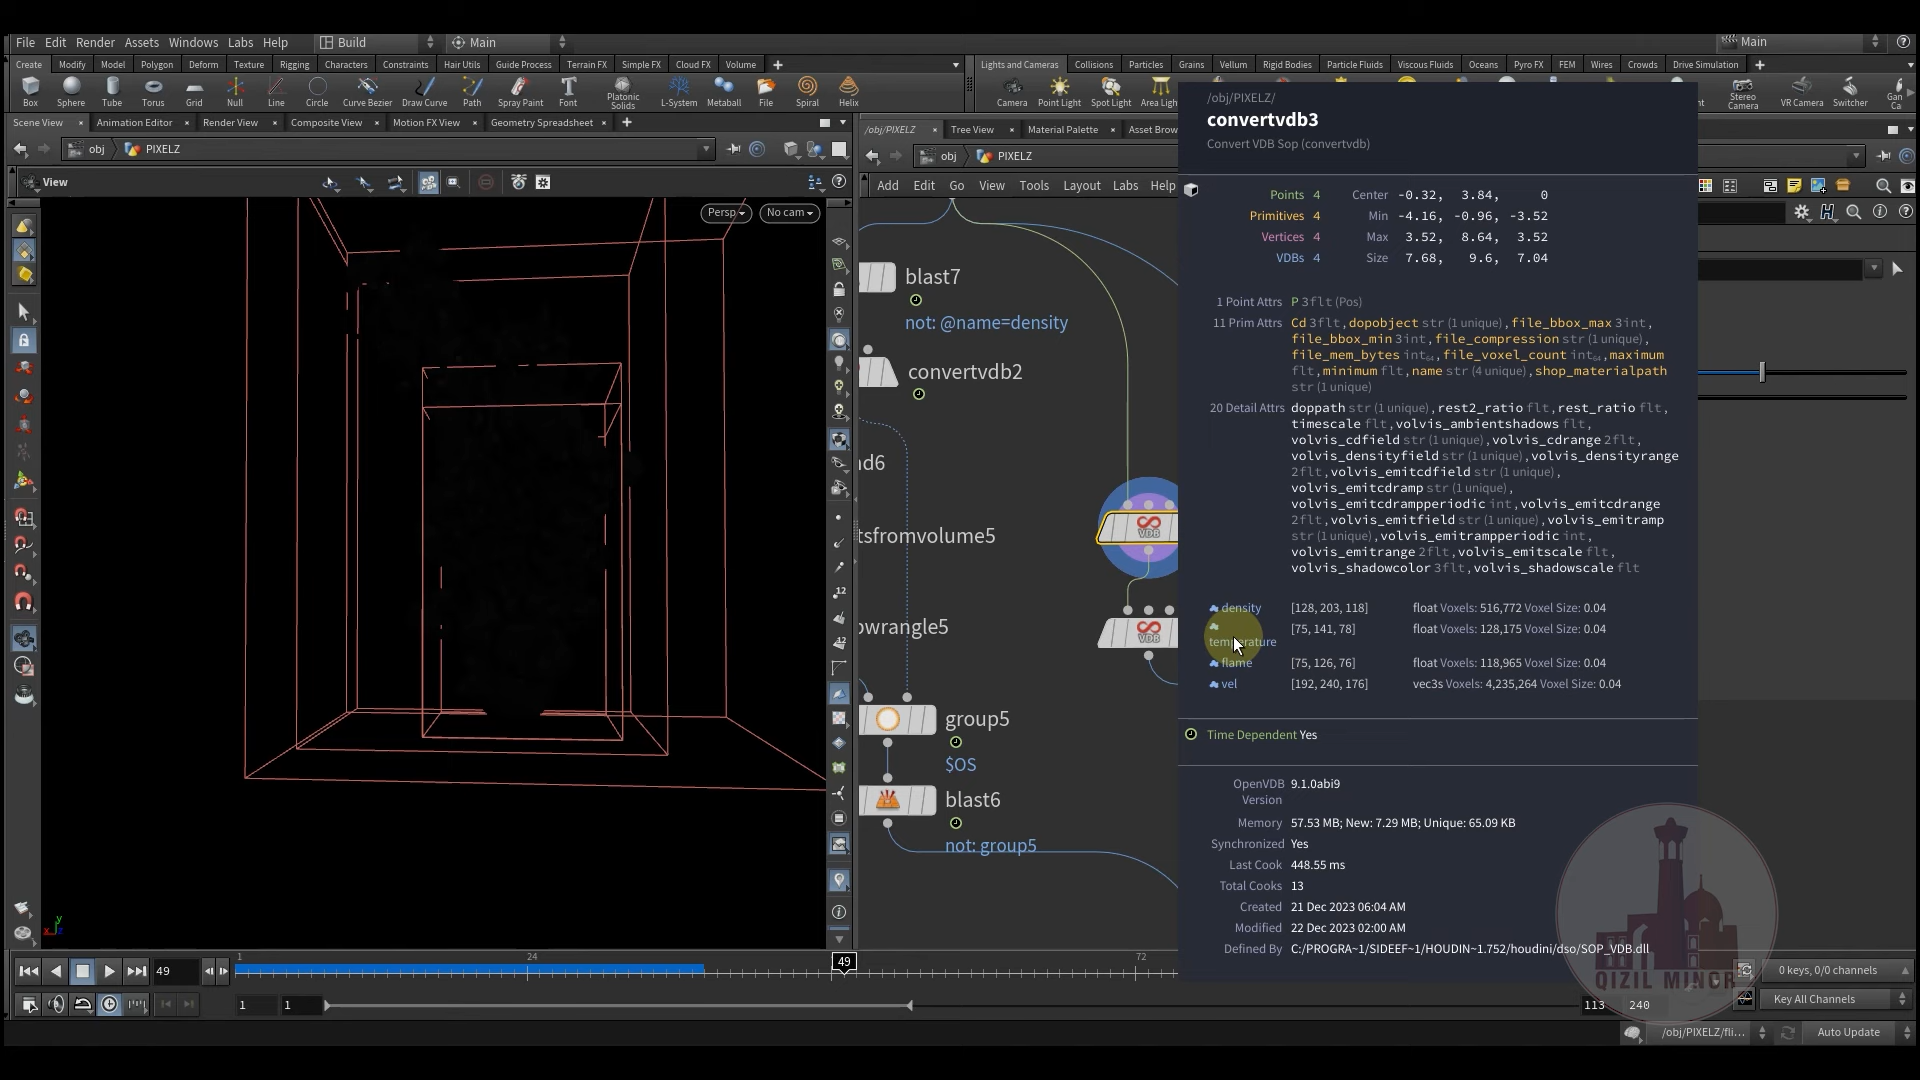 File Edit Render Assets Windows Labs Help Build Main Main
Create Modify Model Polygon Deform Texture Rigging Characters Constraints Hair Utils Guide Process Terrain FX Simple FX Cloud FX Volume Lights and Cameras Collisions Particles Grains Vellum Rigid Bodies Particle Fluids Viscous Fluids Oceans Pyro FX FEM Wires Crowds Drive Simulation
Box Sphere Tube Torus Grid Null Line Circle Curve Bezier Draw Curve Path Spray Paint Font Platonic Solids L-System Metaball File Spiral Helix Camera Point Light Spot Light Area Ligh Stereo Camera VR Camera Switcher Gan Ca
Scene View Animation Editor Render View Composite View Motion FX View Geometry Spreadsheet /obj/PIXELZ Tree View Material Palette Asset Brow
obj PIXELZ obj PIXELZ
View Add Edit Go View Tools Layout Labs Help
Persp No cam
blast7
not: @name=density
convertvdb2
nd6
tsfromvolume5
owrangle5
group5
$OS
blast6
not: group5
VDB
VDB
/obj/PIXELZ/
convertvdb3
Convert VDB Sop (convertvdb)
Points 4 Center -0.32, 3.84, 0
Primitives 4 Min -4.16, -0.96, -3.52
Vertices 4 Max 3.52, 8.64, 3.52
VDBs 4 Size 7.68, 9.6, 7.04
1 Point Attrs P 3flt (Pos)
11 Prim Attrs Cd 3flt, dopobject str (1 unique), file_bbox_max 3int,
file_bbox_min 3int, file_compression str (1 unique),
file_mem_bytes int64, file_voxel_count int64, maximum
flt, minimum flt, name str (4 unique), shop_materialpath
str (1 unique)
20 Detail Attrs doppath str (1 unique), rest2_ratio flt, rest_ratio flt,
timescale flt, volvis_ambientshadows flt,
volvis_cdfield str (1 unique), volvis_cdrange 2flt,
volvis_densityfield str (1 unique), volvis_densityrange
2flt, volvis_emitcdfield str (1 unique),
volvis_emitcdramp str (1 unique),
volvis_emitcdrampperiodic int, volvis_emitcdrange
2flt, volvis_emitfield str (1 unique), volvis_emitramp
str (1 unique), volvis_emitrampperiodic int,
volvis_emitrange 2flt, volvis_emitscale flt,
volvis_shadowcolor 3flt, volvis_shadowscale flt
density [128, 203, 118] float Voxels: 516,772 Voxel Size: 0.04
temperature [75, 141, 78] float Voxels: 128,175 Voxel Size: 0.04
flame [75, 126, 76] float Voxels: 118,965 Voxel Size: 0.04
vel [192, 240, 176] vec3s Voxels: 4,235,264 Voxel Size: 0.04
Time Dependent Yes
OpenVDB Version 9.1.0abi9
Memory 57.53 MB; New: 7.29 MB; Unique: 65.09 KB
Synchronized Yes
Last Cook 448.55 ms
Total Cooks 13
Created 21 Dec 2023 06:04 AM
Modified 22 Dec 2023 02:00 AM
Defined By C:/PROGRA~1/SIDEEF~1/HOUDIN~1.752/houdini/dso/SOP_VDB.dll
QIZIL MINOR
12
12
y
x z
49 1 24 49 72 0 keys, 0/0 channels
1 1 113 240 Key All Channels
/obj/PIXELZ/fli... Auto Update